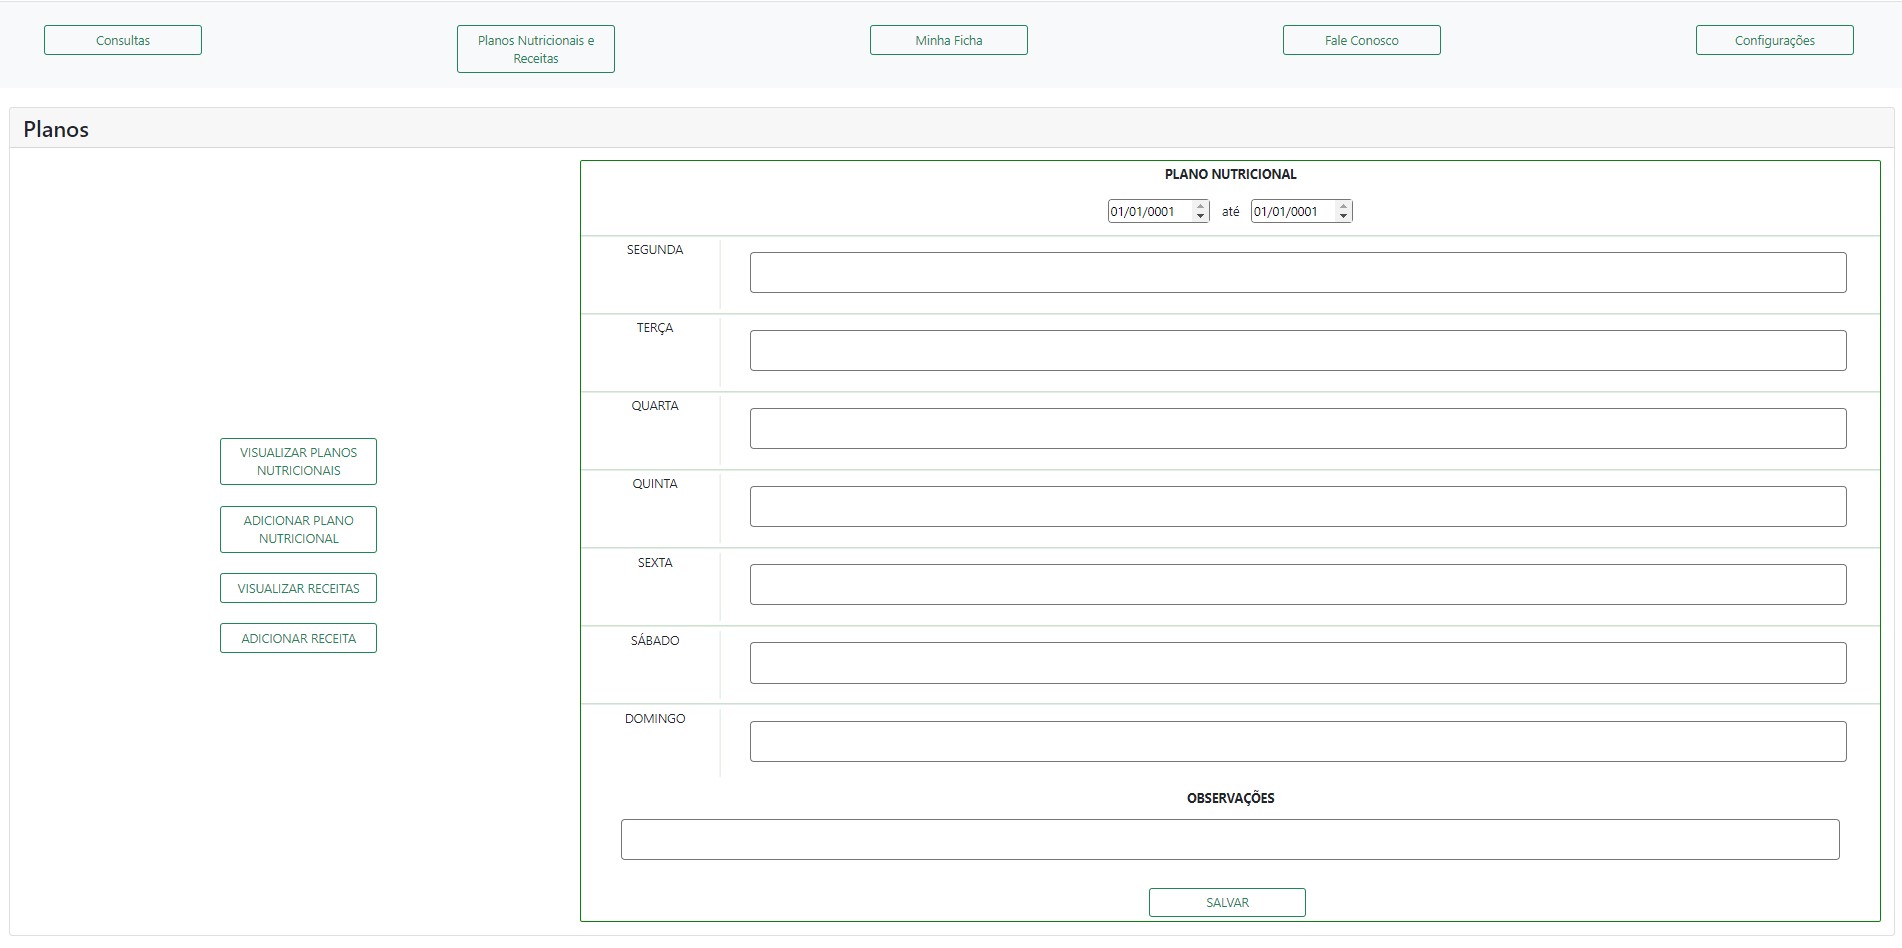 Consultas
Planos Nutricionais e
Receitas
Minha Ficha
Fale Conosco
Configurações
Planos
VISUALIZAR PLANOS
NUTRICIONAIS
ADICIONAR PLANO
NUTRICIONAL
VISUALIZAR RECEITAS
ADICIONAR RECEITA
PLANO NUTRICIONAL
01/01/0001 até 01/01/0001
SEGUNDA
TERÇA
QUARTA
QUINTA
SEXTA
SÁBADO
DOMINGO
OBSERVAÇÕES
SALVAR